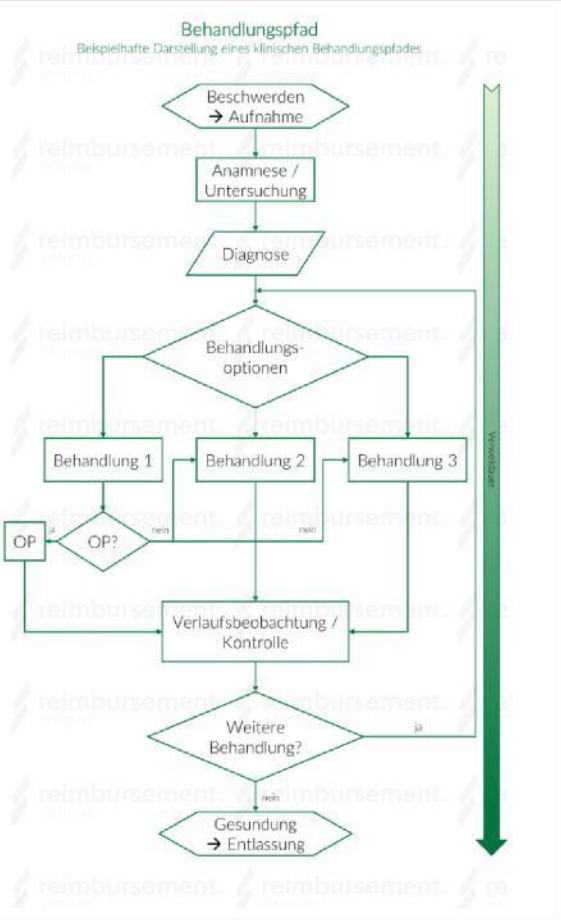 Behandlungspfad
Beispielhafte Darstellung eines klinischen Behandlungspfades
Beschwerden
→ Aufnahme
Anamnese /
Untersuchung
Diagnose
Behandlungs-
optionen
Behandlung 1
Behandlung 2
Behandlung 3
OP
ja
OP?
nein
nein
Verlaufsbeobachtung /
Kontrolle
Weitere
Behandlung?
ja
nein
Gesundung
→ Entlassung
Verweildauer
reimbursement.